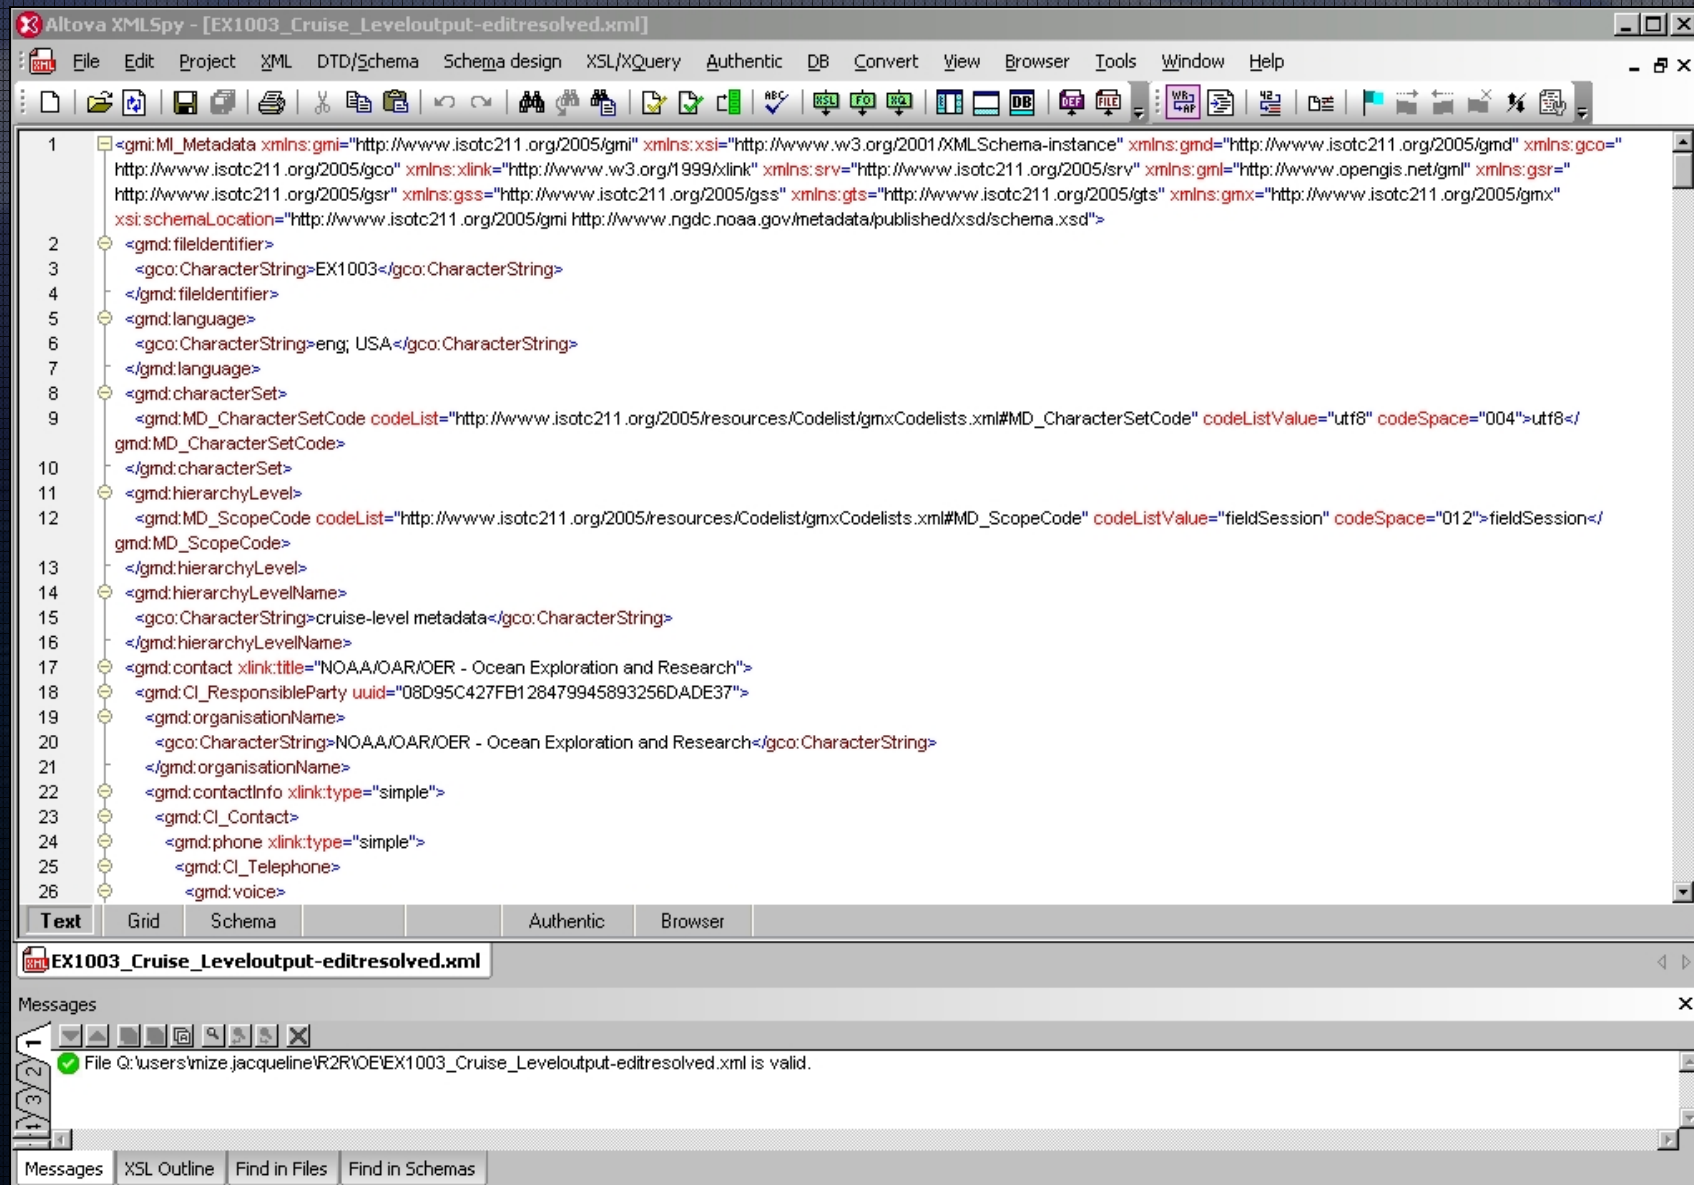 Altova XMLSpy - [EX1003_Cruise_Leveloutput-editresolved.xml]
File Edit Project XML DTD/Schema Schema design XSL/XQuery Authentic DB Convert View Browser Tools Window Help
1 <gmi:MI_Metadata xmlns:gmi="http://www.isotc211.org/2005/gmi" xmlns:xsi="http://www.w3.org/2001/XMLSchema-instance" xmlns:gmd="http://www.isotc211.org/2005/gmd" xmlns:gco="
http://www.isotc211.org/2005/gco" xmlns:xlink="http://www.w3.org/1999/xlink" xmlns:srv="http://www.isotc211.org/2005/srv" xmlns:gml="http://www.opengis.net/gml" xmlns:gsr="
http://www.isotc211.org/2005/gsr" xmlns:gss="http://www.isotc211.org/2005/gss" xmlns:gts="http://www.isotc211.org/2005/gts" xmlns:gmx="http://www.isotc211.org/2005/gmx"
xsi:schemaLocation="http://www.isotc211.org/2005/gmi http://www.ngdc.noaa.gov/metadata/published/xsd/schema.xsd">
2 <gmd:fileIdentifier>
3 <gco:CharacterString>EX1003</gco:CharacterString>
4 </gmd:fileIdentifier>
5 <gmd:language>
6 <gco:CharacterString>eng; USA</gco:CharacterString>
7 </gmd:language>
8 <gmd:characterSet>
9 <gmd:MD_CharacterSetCode codeList="http://www.isotc211.org/2005/resources/Codelist/gmxCodelists.xml#MD_CharacterSetCode" codeListValue="utf8" codeSpace="004">utf8</
gmd:MD_CharacterSetCode>
10 </gmd:characterSet>
11 <gmd:hierarchyLevel>
12 <gmd:MD_ScopeCode codeList="http://www.isotc211.org/2005/resources/Codelist/gmxCodelists.xml#MD_ScopeCode" codeListValue="fieldSession" codeSpace="012">fieldSession</
gmd:MD_ScopeCode>
13 </gmd:hierarchyLevel>
14 <gmd:hierarchyLevelName>
15 <gco:CharacterString>cruise-level metadata</gco:CharacterString>
16 </gmd:hierarchyLevelName>
17 <gmd:contact xlink:title="NOAA/OAR/OER - Ocean Exploration and Research">
18 <gmd:CI_ResponsibleParty uuid="08D95C427FB128479945893256DADE37">
19 <gmd:organisationName>
20 <gco:CharacterString>NOAA/OAR/OER - Ocean Exploration and Research</gco:CharacterString>
21 </gmd:organisationName>
22 <gmd:contactInfo xlink:type="simple">
23 <gmd:CI_Contact>
24 <gmd:phone xlink:type="simple">
25 <gmd:CI_Telephone>
26 <gmd:voice>
Text Grid Schema Authentic Browser
EX1003_Cruise_Leveloutput-editresolved.xml
Messages
1 2 3
File Q:\users\mize.jacqueline\R2R\OE\EX1003_Cruise_Leveloutput-editresolved.xml is valid.
Messages XSL Outline Find in Files Find in Schemas